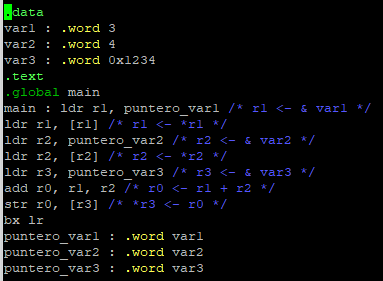 .data
var1 : .word 3
var2 : .word 4
var3 : .word 0x1234
.text
.global main
main : ldr r1, puntero_var1 /* r1 <- & var1 */
ldr r1, [r1] /* r1 <- *r1 */
ldr r2, puntero_var2 /* r2 <- & var2 */
ldr r2, [r2] /* r2 <- *r2 */
ldr r3, puntero_var3 /* r3 <- & var3 */
add r0, r1, r2 /* r0 <- r1 + r2 */
str r0, [r3] /* *r3 <- r0 */
bx lr
puntero_var1 : .word var1
puntero_var2 : .word var2
puntero_var3 : .word var3